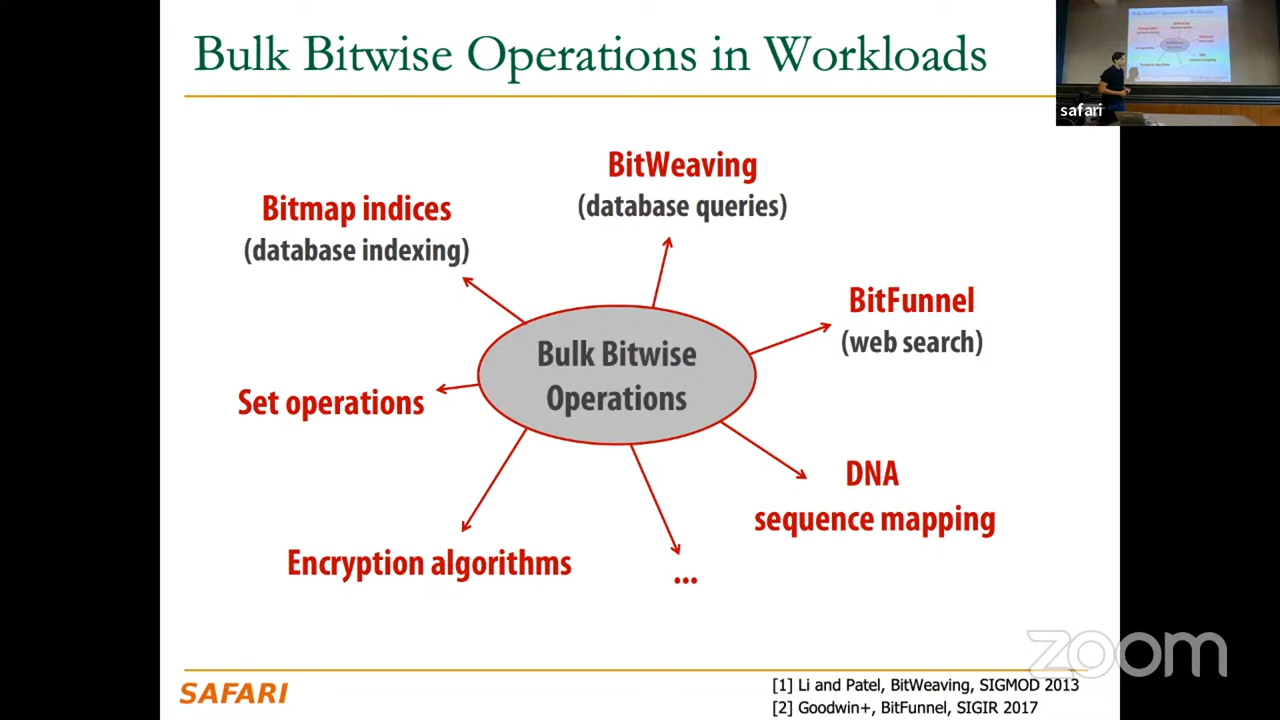 Bulk Bitwise Operations in Workloads
safari
BitWeaving
(database queries)
Bitmap indices
(database indexing)
BitFunnel
(web search)
Bulk Bitwise
Operations
Set operations
DNA
sequence mapping
Encryption algorithms
...
zoom
SAFARI
[1] Li and Patel, BitWeaving, SIGMOD 2013
[2] Goodwin+, BitFunnel, SIGIR 2017